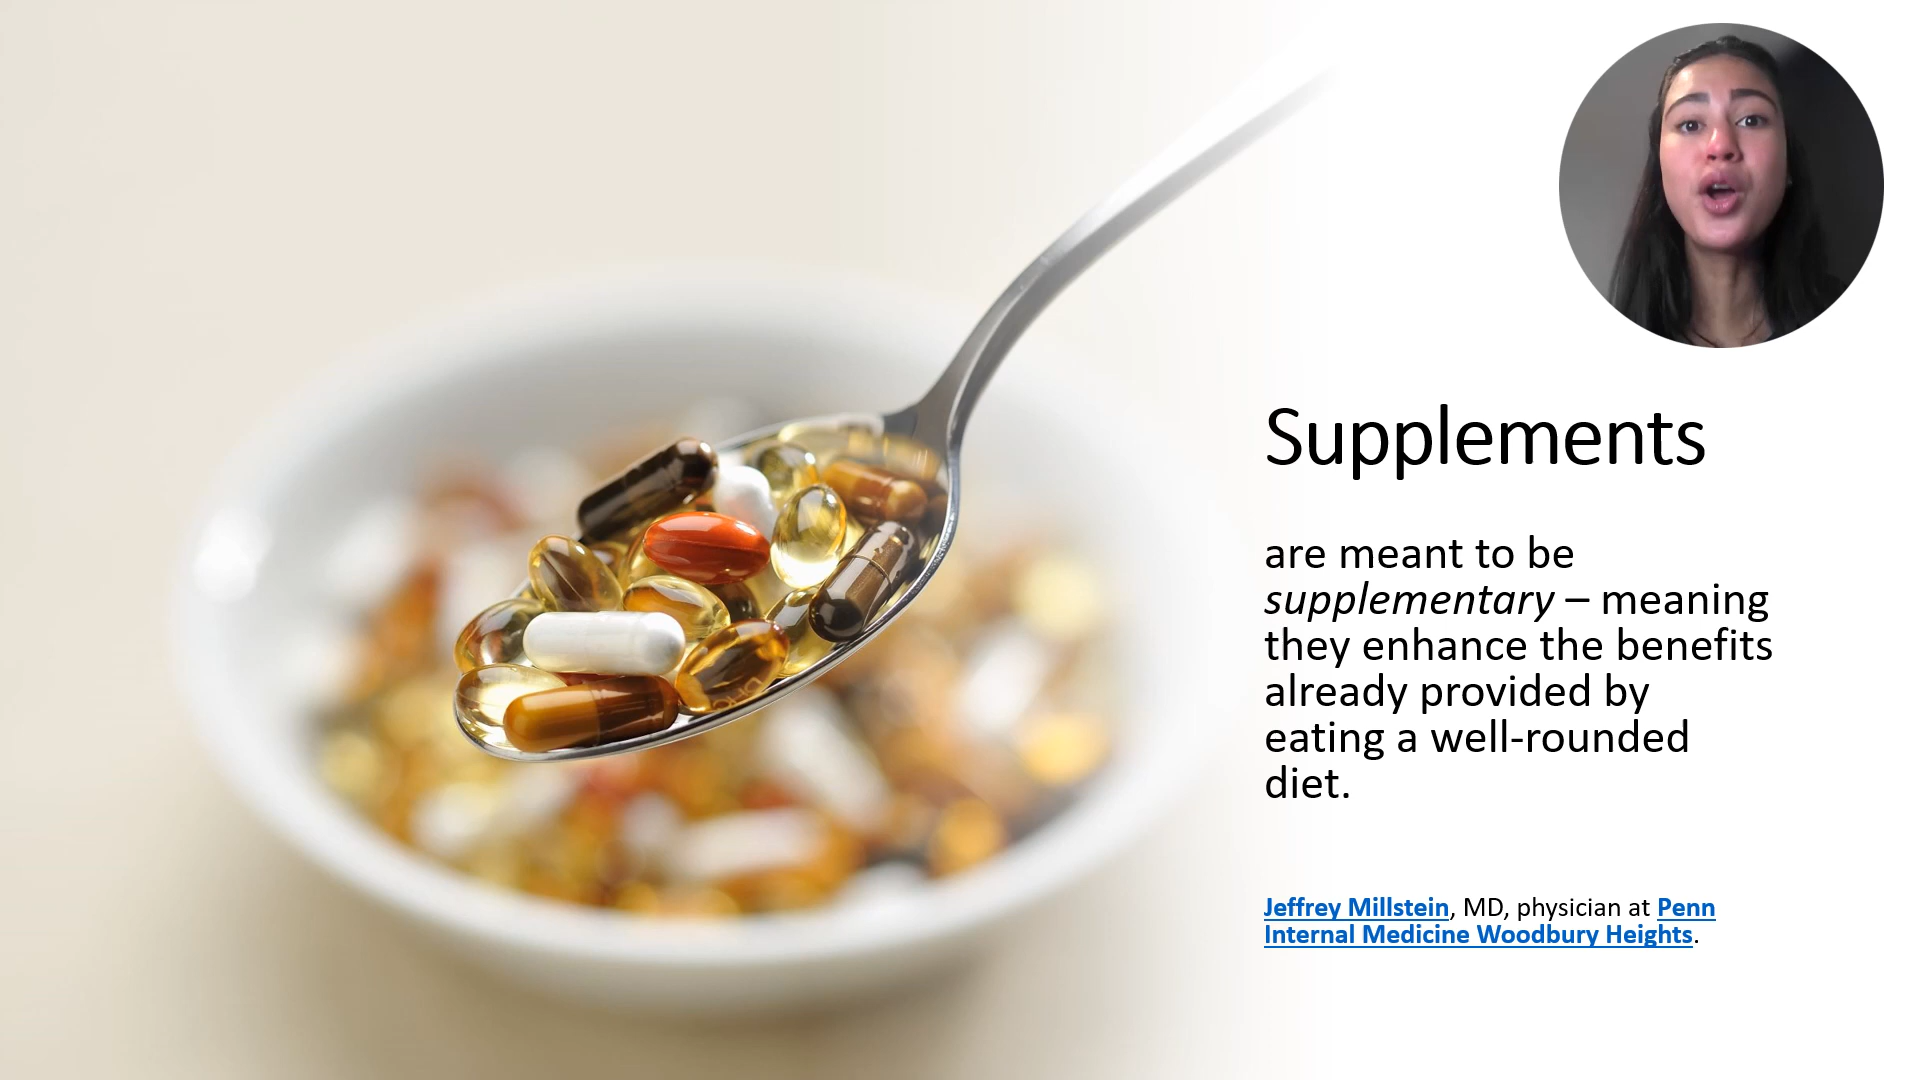 Supplements
are meant to be
supplementary – meaning
they enhance the benefits
already provided by
eating a well-rounded
diet.
Jeffrey Millstein, MD, physician at Penn
Internal Medicine Woodbury Heights.